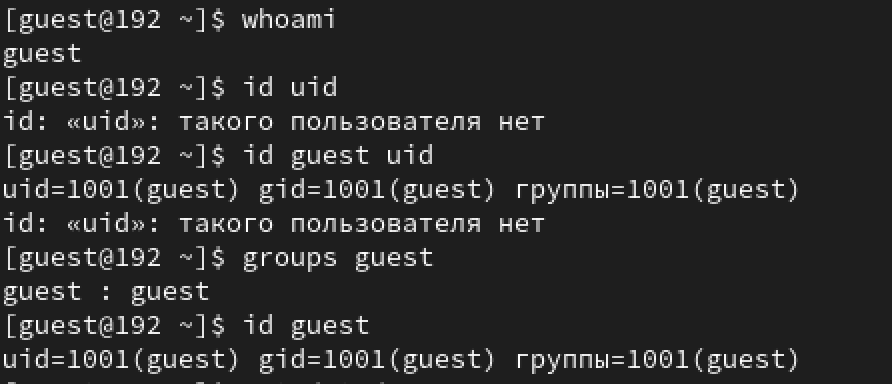 [guest@192 ~]$ whoami
guest
[guest@192 ~]$ id uid
id: «uid»: такого пользователя нет
[guest@192 ~]$ id guest uid
uid=1001(guest) gid=1001(guest) группы=1001(guest)
id: «uid»: такого пользователя нет
[guest@192 ~]$ groups guest
guest : guest
[guest@192 ~]$ id guest
uid=1001(guest) gid=1001(guest) группы=1001(guest)